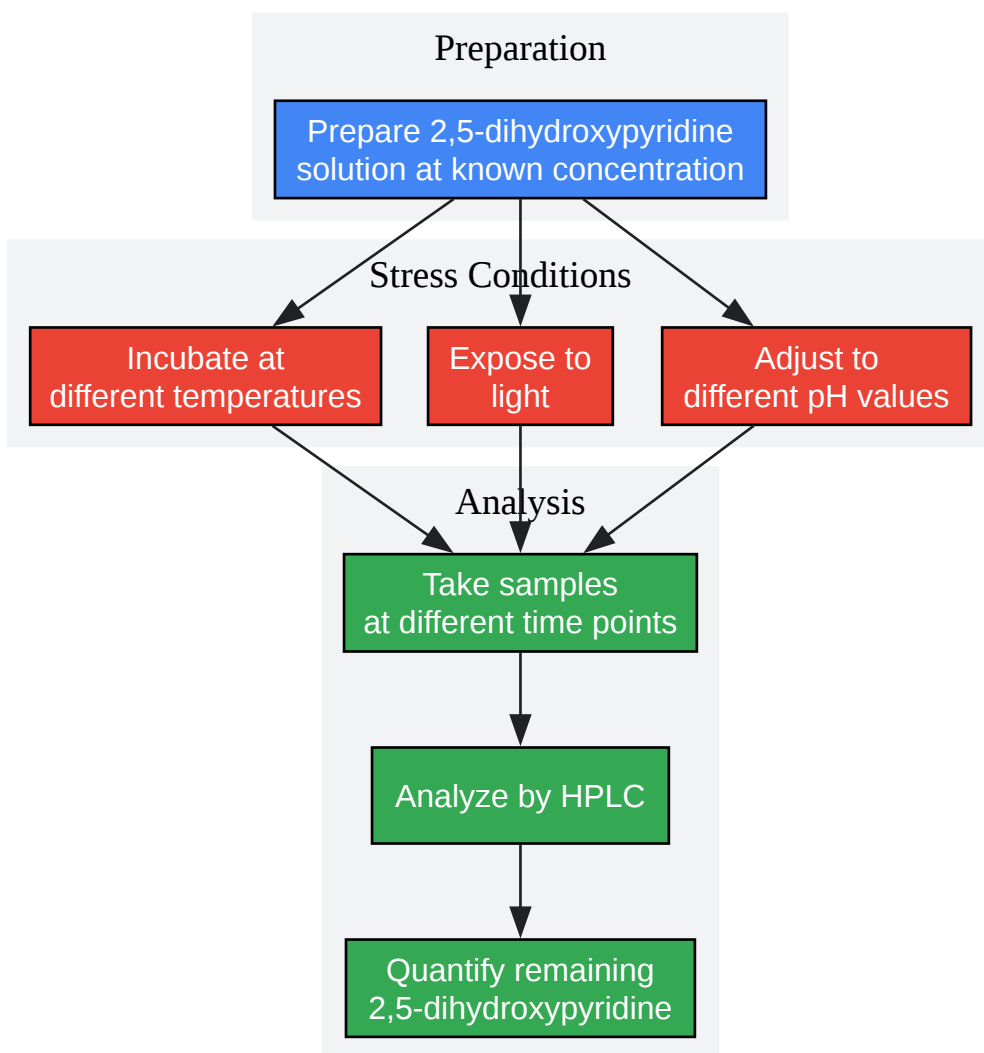 Preparation
Prepare 2,5-dihydroxypyridine
solution at known concentration
Stress Conditions
Incubate at
different temperatures
Expose to
light
Adjust to
different pH values
Analysis
Take samples
at different time points
Analyze by HPLC
Quantify remaining
2,5-dihydroxypyridine